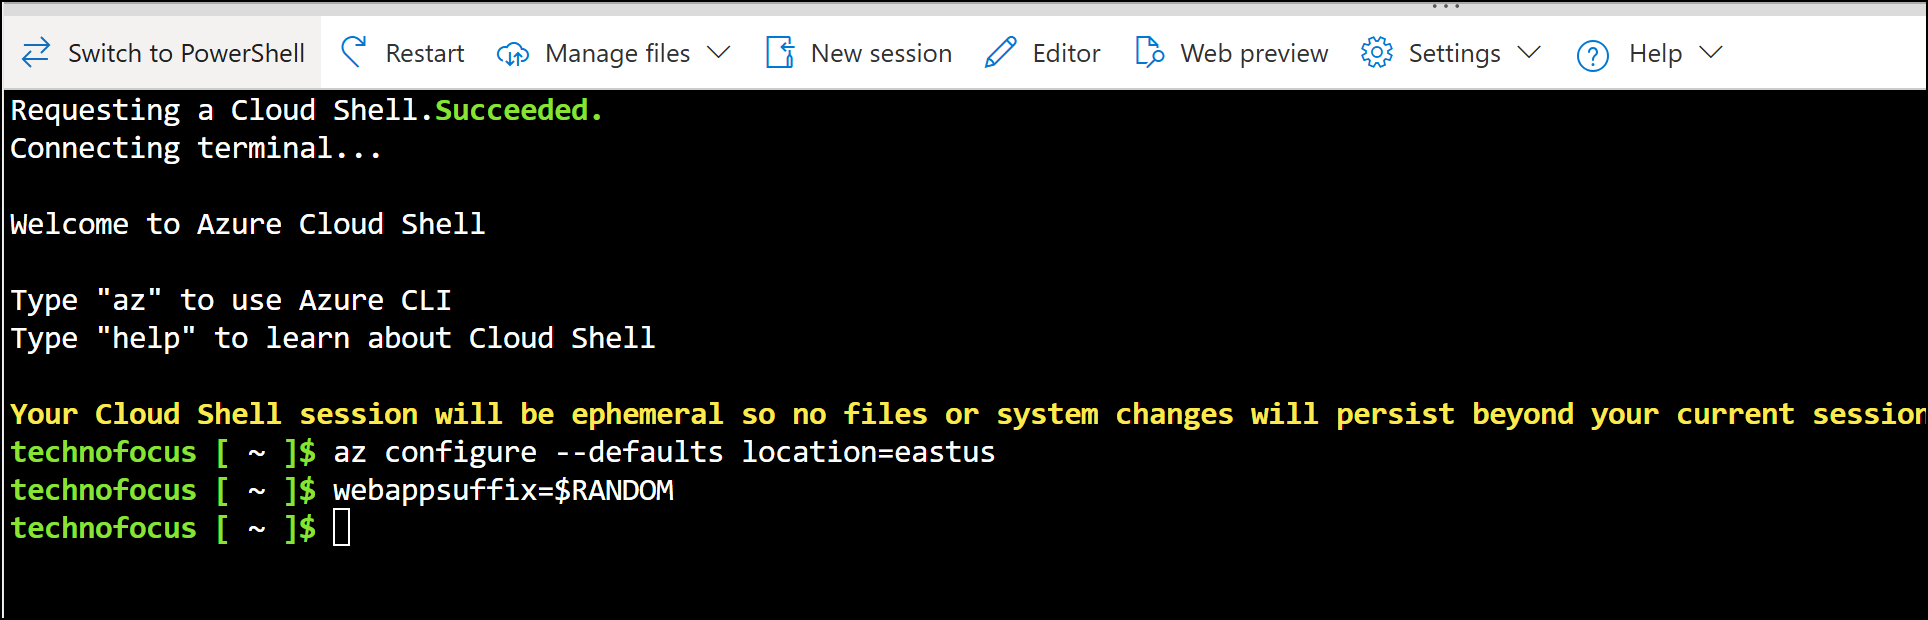 Switch to PowerShell Restart Manage files New session Editor Web preview Settings Help
Requesting a Cloud Shell.Succeeded.
Connecting terminal...
Welcome to Azure Cloud Shell
Type "az" to use Azure CLI
Type "help" to learn about Cloud Shell
Your Cloud Shell session will be ephemeral so no files or system changes will persist beyond your current session
technofocus [ ~ ]$ az configure --defaults location=eastus
technofocus [ ~ ]$ webappsuffix=$RANDOM
technofocus [ ~ ]$